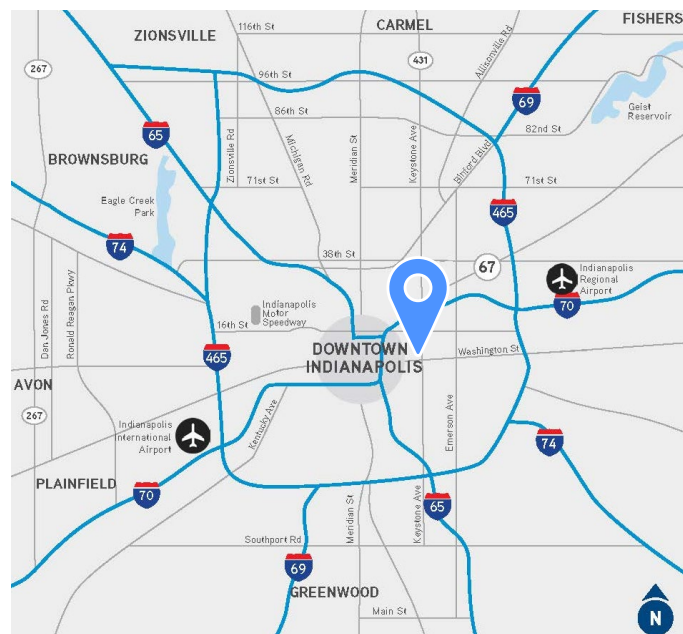 ZIONSVILLE
116th St
CARMEL
FISHERS
Allisonville Rd
267
431
96th St
69
Geist
Reservoir
86th St
82nd St
65
Zionsville Rd
Michigan Rd
Meridian St
Keystone Ave
Binford Blvd
BROWNSBURG
71st St
71st St
Eagle Creek
Park
465
74
38th St
67
Indianapolis
Regional
Airport
70
Dan Jones Rd
Ronald Reagan Pkwy
Indianapolis
Motor
Speedway
16th St
DOWNTOWN
INDIANAPOLIS
Washington St
465
AVON
267
Indianapolis
International
Airport
Kentucky Ave
Emerson Ave
74
PLAINFIELD
70
Meridian St
Keystone Ave
65
Southport Rd
69
GREENWOOD
Main St
N